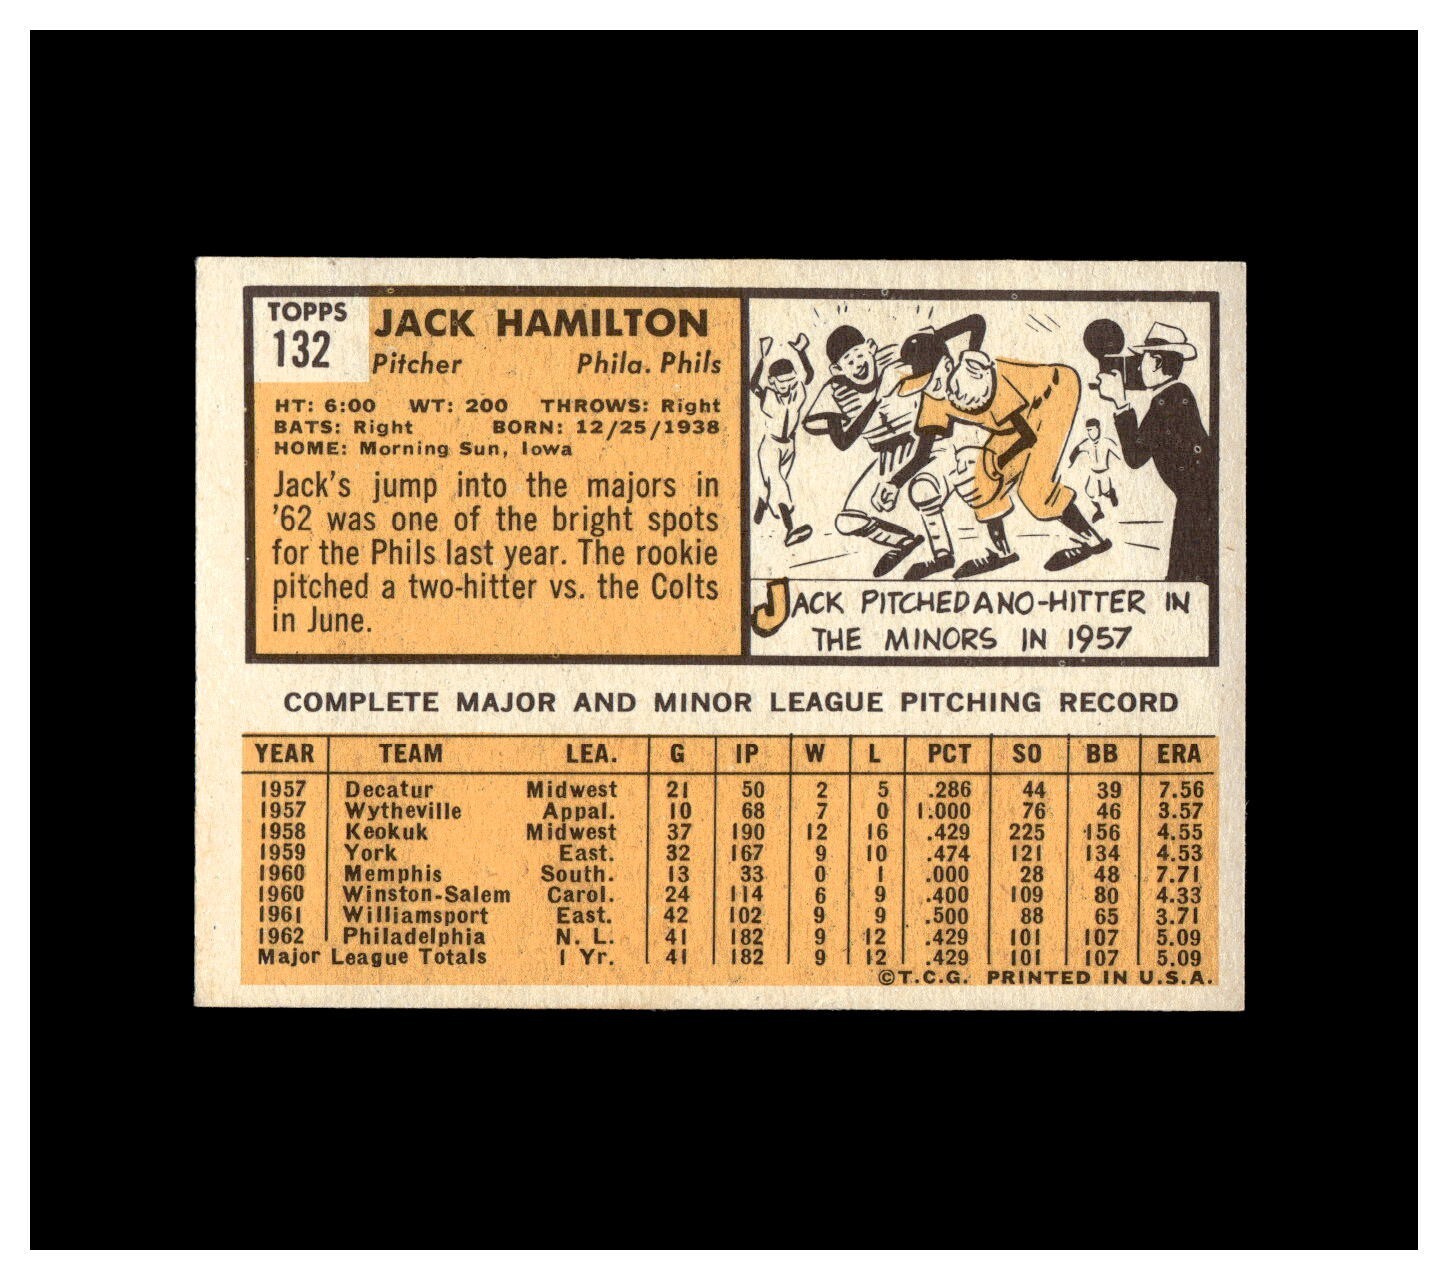 TOPPS
132
JACK HAMILTON
Pitcher Phila. Phils
HT: 6:00 WT: 200 THROWS: Right
BATS: Right BORN: 12/25/1938
HOME: Morning Sun, Iowa
Jack's jump into the majors in
'62 was one of the bright spots
for the Phils last year. The rookie
pitched a two-hitter vs. the Colts
in June.
JACK PITCHED A NO-HITTER IN
THE MINORS IN 1957
COMPLETE MAJOR AND MINOR LEAGUE PITCHING RECORD
YEAR TEAM LEA. G IP W L PCT SO BB ERA
1957 Decatur Midwest 21 50 2 5 .286 44 39 7.56
1957 Wytheville Appal. 10 68 7 0 1.000 76 46 3.57
1958 Keokuk Midwest 37 190 12 16 .429 225 156 4.55
1959 York East. 32 167 9 10 .474 121 134 4.53
1960 Memphis South. 13 33 0 1 .000 28 48 7.71
1960 Winston-Salem Carol. 24 114 6 9 .400 109 80 4.33
1961 Williamsport East. 42 102 9 9 .500 88 65 3.71
1962 Philadelphia N. L. 41 182 9 12 .429 101 107 5.09
Major League Totals 1 Yr. 41 182 9 12 .429 101 107 5.09
©T.C.G. PRINTED IN U.S.A.